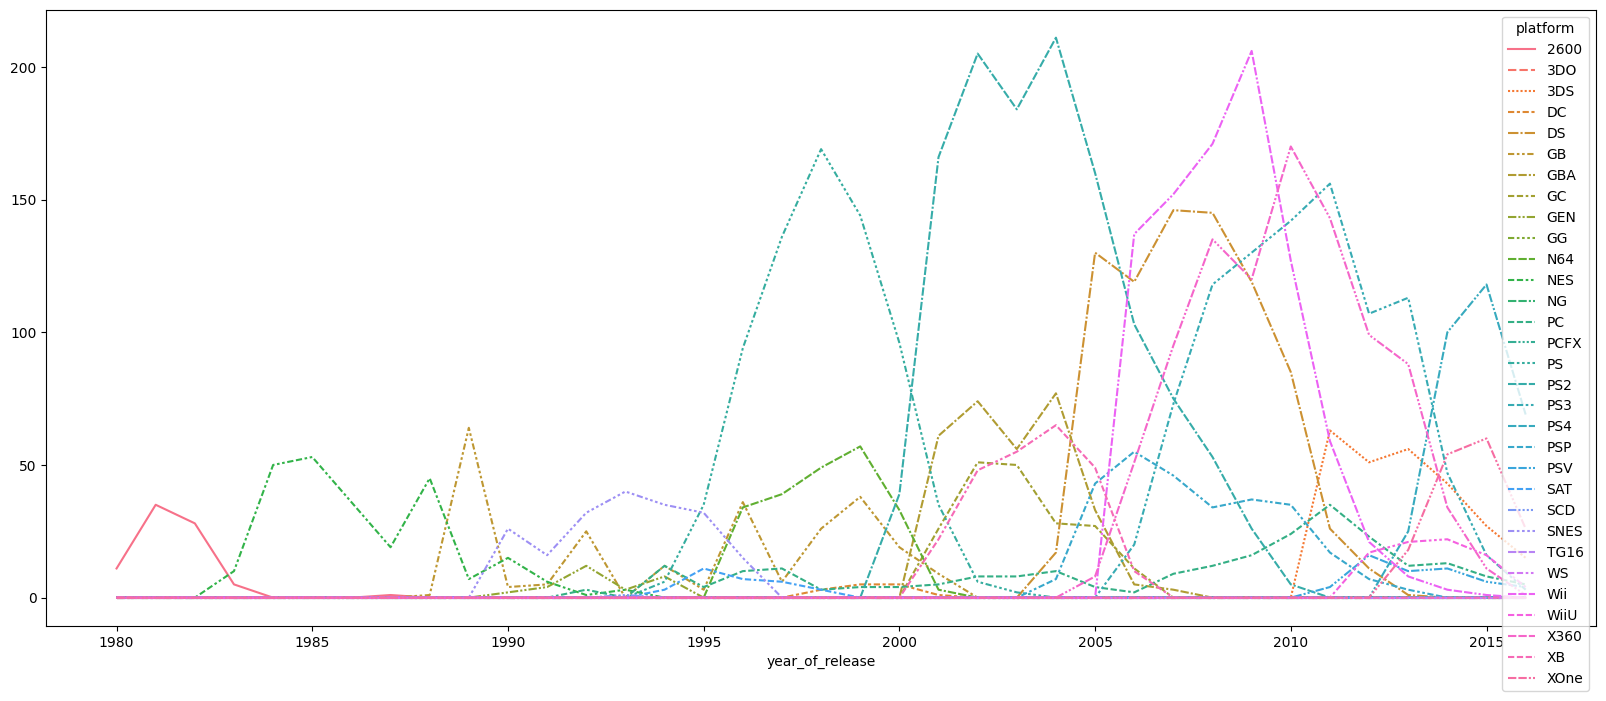 200
150
100
50
0
1980 1985 1990 1995 2000 2005 2010 2015
year_of_release
platform
2600
3DO
3DS
DC
DS
GB
GBA
GC
GEN
GG
N64
NES
NG
PC
PCFX
PS
PS2
PS3
PS4
PSP
PSV
SAT
SCD
SNES
TG16
WS
Wii
WiiU
X360
XB
XOne